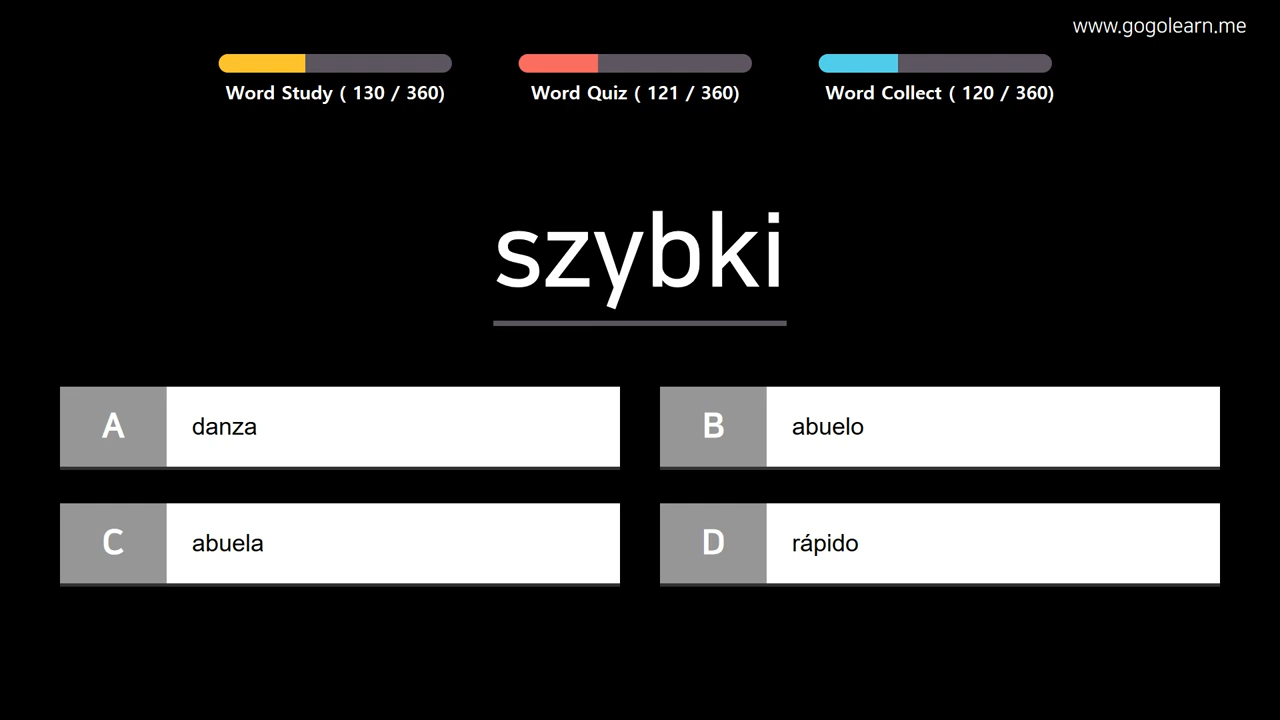 www.gogolearn.me
Word Study ( 130 / 360)
Word Quiz ( 121 / 360)
Word Collect ( 120 / 360)
szybki
A danza
B abuelo
C abuela
D rápido